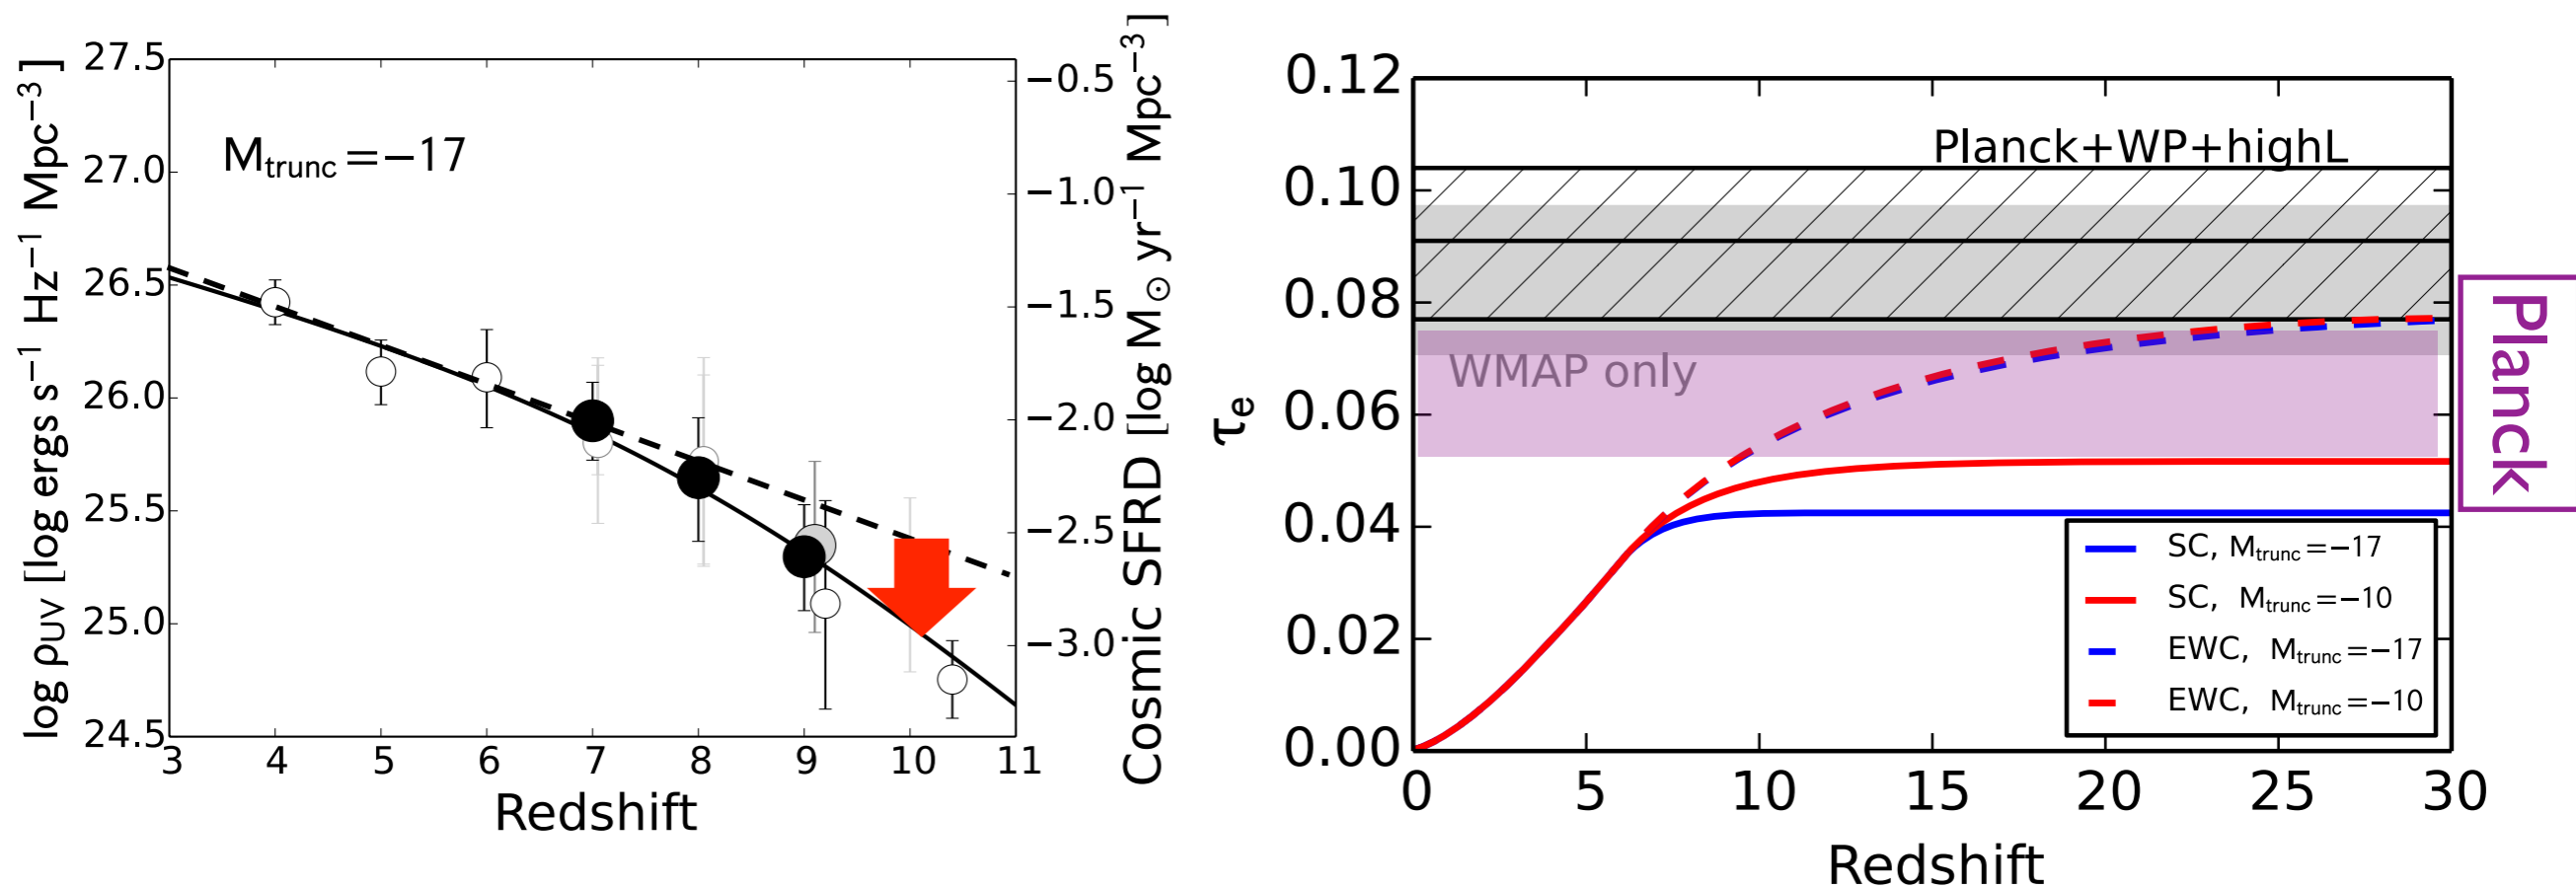 log ρUV [log ergs s−1 Hz−1 Mpc−3]
27.5
27.0
26.5
26.0
25.5
25.0
24.5
Mtrunc=−17
3 4 5 6 7 8 9 10 11
Redshift
−0.5
−1.0
−1.5
−2.0
−2.5
−3.0
Cosmic SFRD [log M⊙ yr−1 Mpc−3]
τe
0.12
0.10
0.08
0.06
0.04
0.02
0.00
Planck+WP+highL
WMAP only
SC, Mtrunc=−17
SC, Mtrunc=−10
EWC, Mtrunc=−17
EWC, Mtrunc=−10
0 5 10 15 20 25 30
Redshift
Planck